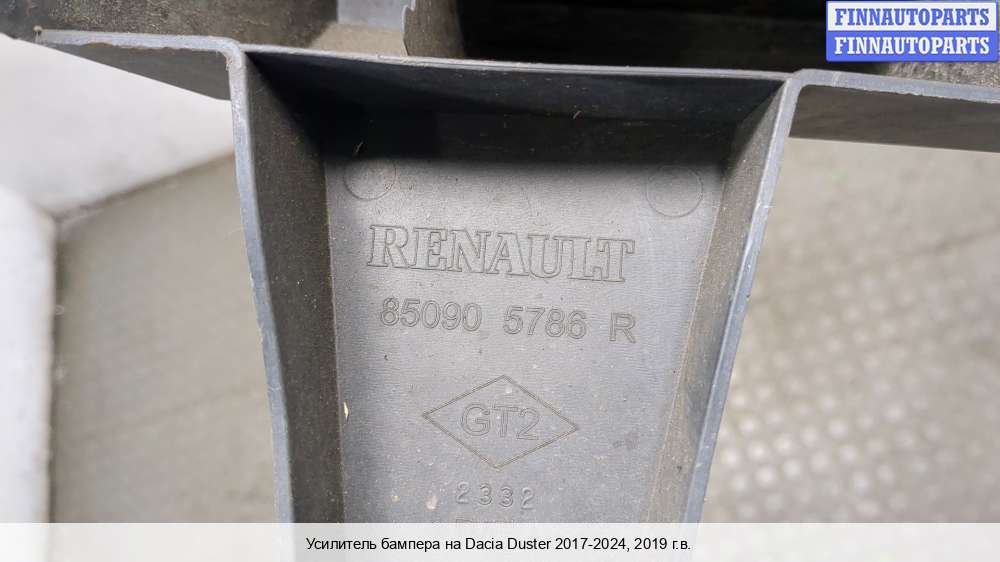 FINNAUTOPARTS
FINNAUTOPARTS
RENAULT
85090 5786 R
GT2
2332
Усилитель бампера на Dacia Duster 2017-2024, 2019 г.в.